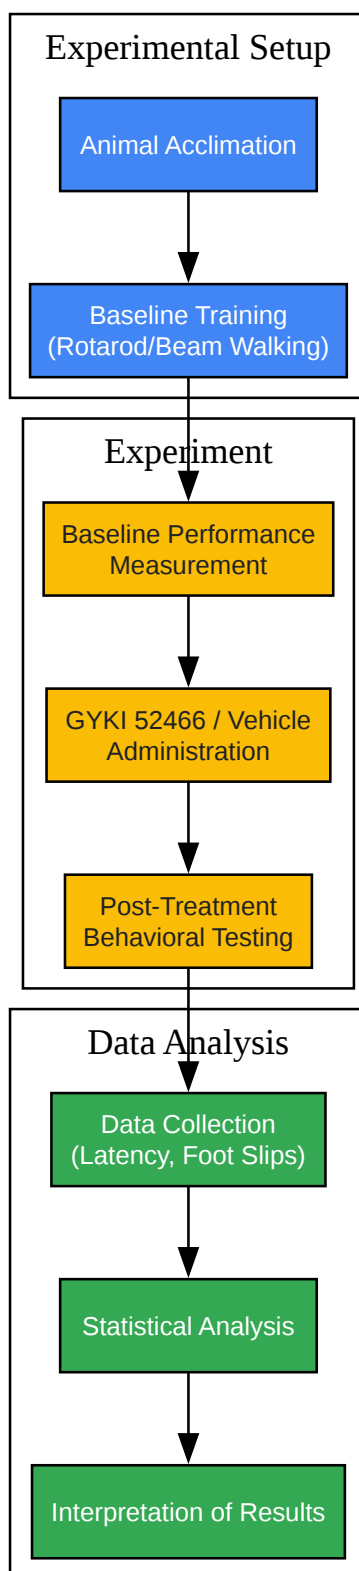 Experimental Setup
Animal Acclimation
Baseline Training
(Rotarod/Beam Walking)
Experiment
Baseline Performance
Measurement
GYKI 52466 / Vehicle
Administration
Post-Treatment
Behavioral Testing
Data Analysis
Data Collection
(Latency, Foot Slips)
Statistical Analysis
Interpretation of Results